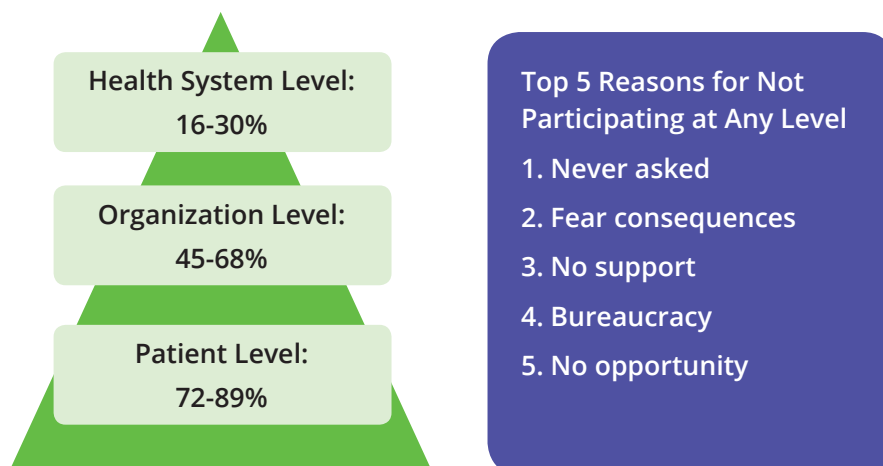 Health System Level:
16-30%
Organization Level:
45-68%
Patient Level:
72-89%
Top 5 Reasons for Not
Participating at Any Level
1. Never asked
2. Fear consequences
3. No support
4. Bureaucracy
5. No opportunity